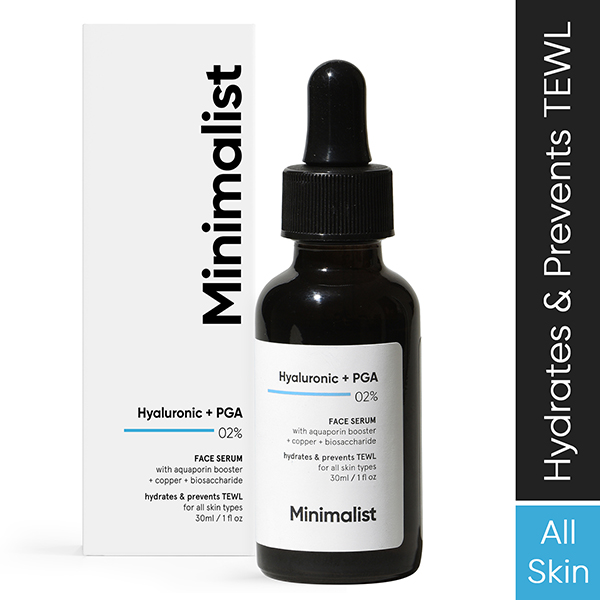 Minimalist
Hyaluronic + PGA
02%
FACE SERUM
with aquaporin booster
+ copper + biosaccharide
hydrates & prevents TEWL
for all skin types
30ml / 1 fl oz
Hyaluronic + PGA
02%
FACE SERUM
with aquaporin booster
+ copper + biosaccharide
hydrates & prevents TEWL
for all skin types
30ml / 1 fl oz
Minimalist
Hydrates & Prevents TEWL
All
Skin